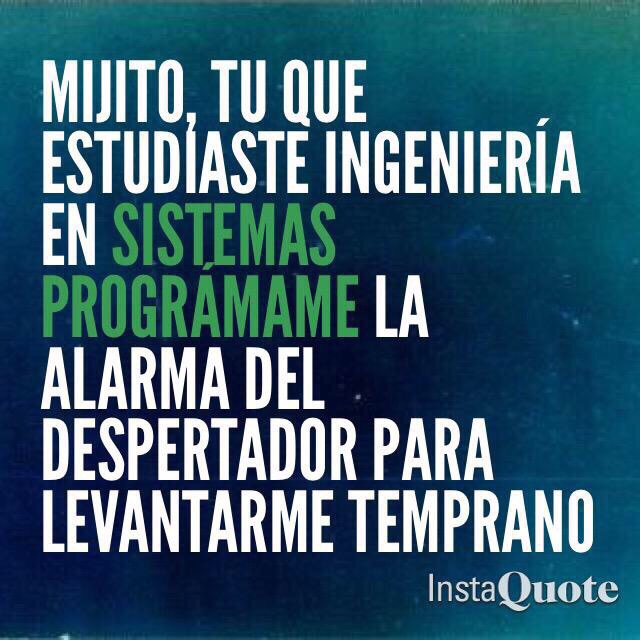 MIJITO, TU QUE
ESTUDIASTE INGENIERÍA
EN SISTEMAS
PROGRÁMAME LA
ALARMA DEL
DESPERTADOR PARA
LEVANTARME TEMPRANO
InstaQuote